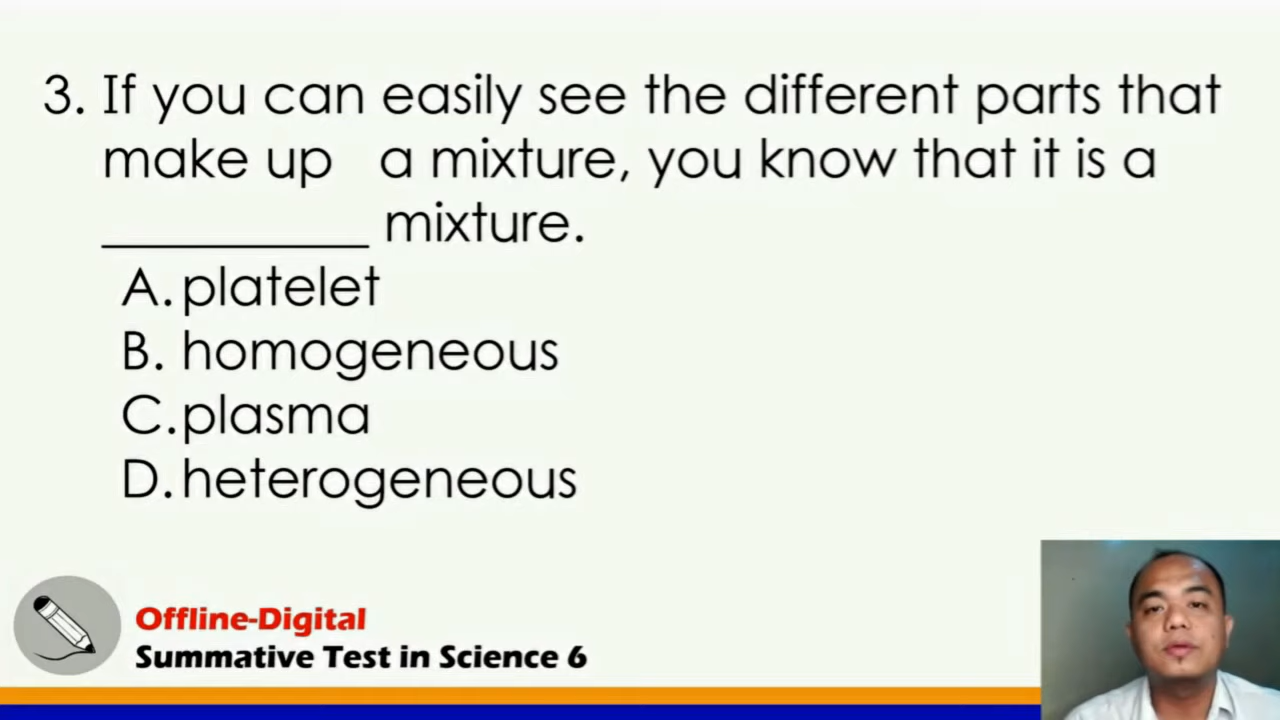 3. If you can easily see the different parts that
make up a mixture, you know that it is a
__________ mixture.
A. platelet
B. homogeneous
C. plasma
D. heterogeneous
Offline-Digital
Summative Test in Science 6